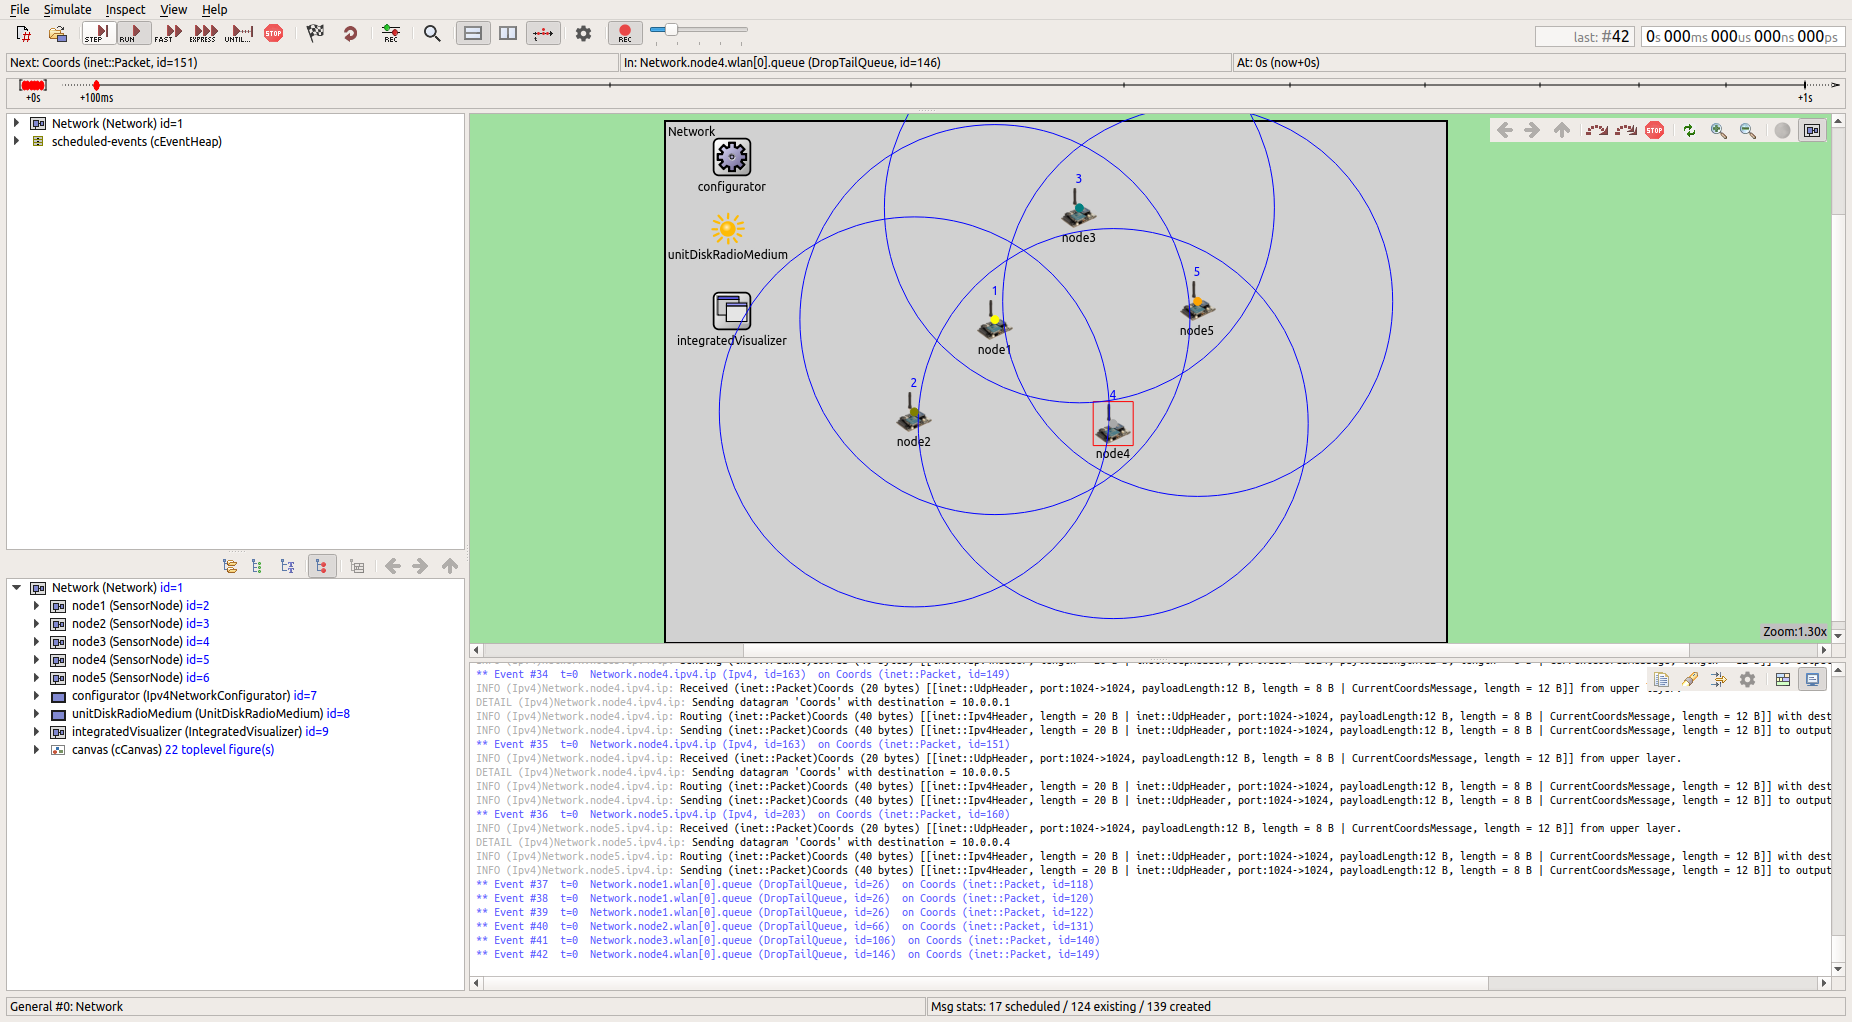 File Simulate Inspect View Help
STEP RUN FAST EXPRESS UNTIL... STOP REC REC
last: #42 0s 000ms 000us 000ns 000ps
Next: Coords (inet::Packet, id=151) In: Network.node4.wlan[0].queue (DropTailQueue, id=146) At: 0s (now+0s)
+0s +100ms +1s
Network (Network) id=1
scheduled-events (cEventHeap)
Network (Network) id=1
node1 (SensorNode) id=2
node2 (SensorNode) id=3
node3 (SensorNode) id=4
node4 (SensorNode) id=5
node5 (SensorNode) id=6
configurator (Ipv4NetworkConfigurator) id=7
unitDiskRadioMedium (UnitDiskRadioMedium) id=8
integratedVisualizer (IntegratedVisualizer) id=9
canvas (cCanvas) 22 toplevel figure(s)
Network
STOP
configurator
unitDiskRadioMedium
integratedVisualizer
3
node3
5
node5
1
node1
2
node2
4
node4
Zoom:1.30x
** Event #34 t=0 Network.node4.ipv4.ip (Ipv4, id=163) on Coords (inet::Packet, id=149)
INFO (Ipv4)Network.node4.ipv4.ip: Received (inet::Packet)Coords (20 bytes) [[inet::UdpHeader, port:1024->1024, payloadLength:12 B, length = 8 B | CurrentCoordsMessage, length = 12 B]] from upper layer.
DETAIL (Ipv4)Network.node4.ipv4.ip: Sending datagram 'Coords' with destination = 10.0.0.1
INFO (Ipv4)Network.node4.ipv4.ip: Routing (inet::Packet)Coords (40 bytes) [[inet::Ipv4Header, length = 20 B | inet::UdpHeader, port:1024->1024, payloadLength:12 B, length = 8 B | CurrentCoordsMessage, length = 12 B]] with dest
INFO (Ipv4)Network.node4.ipv4.ip: Sending (inet::Packet)Coords (40 bytes) [[inet::Ipv4Header, length = 20 B | inet::UdpHeader, port:1024->1024, payloadLength:12 B, length = 8 B | CurrentCoordsMessage, length = 12 B]] to output
** Event #35 t=0 Network.node4.ipv4.ip (Ipv4, id=163) on Coords (inet::Packet, id=151)
INFO (Ipv4)Network.node4.ipv4.ip: Received (inet::Packet)Coords (20 bytes) [[inet::UdpHeader, port:1024->1024, payloadLength:12 B, length = 8 B | CurrentCoordsMessage, length = 12 B]] from upper layer.
DETAIL (Ipv4)Network.node4.ipv4.ip: Sending datagram 'Coords' with destination = 10.0.0.5
INFO (Ipv4)Network.node4.ipv4.ip: Routing (inet::Packet)Coords (40 bytes) [[inet::Ipv4Header, length = 20 B | inet::UdpHeader, port:1024->1024, payloadLength:12 B, length = 8 B | CurrentCoordsMessage, length = 12 B]] with dest
INFO (Ipv4)Network.node4.ipv4.ip: Sending (inet::Packet)Coords (40 bytes) [[inet::Ipv4Header, length = 20 B | inet::UdpHeader, port:1024->1024, payloadLength:12 B, length = 8 B | CurrentCoordsMessage, length = 12 B]] to output
** Event #36 t=0 Network.node5.ipv4.ip (Ipv4, id=203) on Coords (inet::Packet, id=160)
INFO (Ipv4)Network.node5.ipv4.ip: Received (inet::Packet)Coords (20 bytes) [[inet::UdpHeader, port:1024->1024, payloadLength:12 B, length = 8 B | CurrentCoordsMessage, length = 12 B]] from upper layer.
DETAIL (Ipv4)Network.node5.ipv4.ip: Sending datagram 'Coords' with destination = 10.0.0.4
INFO (Ipv4)Network.node5.ipv4.ip: Routing (inet::Packet)Coords (40 bytes) [[inet::Ipv4Header, length = 20 B | inet::UdpHeader, port:1024->1024, payloadLength:12 B, length = 8 B | CurrentCoordsMessage, length = 12 B]] with dest
INFO (Ipv4)Network.node5.ipv4.ip: Sending (inet::Packet)Coords (40 bytes) [[inet::Ipv4Header, length = 20 B | inet::UdpHeader, port:1024->1024, payloadLength:12 B, length = 8 B | CurrentCoordsMessage, length = 12 B]] to output
** Event #37 t=0 Network.node1.wlan[0].queue (DropTailQueue, id=26) on Coords (inet::Packet, id=118)
** Event #38 t=0 Network.node1.wlan[0].queue (DropTailQueue, id=26) on Coords (inet::Packet, id=120)
** Event #39 t=0 Network.node1.wlan[0].queue (DropTailQueue, id=26) on Coords (inet::Packet, id=122)
** Event #40 t=0 Network.node2.wlan[0].queue (DropTailQueue, id=66) on Coords (inet::Packet, id=131)
** Event #41 t=0 Network.node3.wlan[0].queue (DropTailQueue, id=106) on Coords (inet::Packet, id=140)
** Event #42 t=0 Network.node4.wlan[0].queue (DropTailQueue, id=146) on Coords (inet::Packet, id=149)
General #0: Network Msg stats: 17 scheduled / 124 existing / 139 created